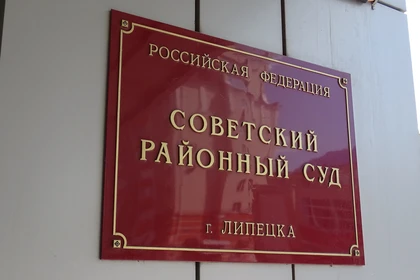 РОССИЙСКАЯ ФЕДЕРАЦИЯ
СОВЕТСКИЙ
РАЙОННЫЙ СУД
г. ЛИПЕЦКА